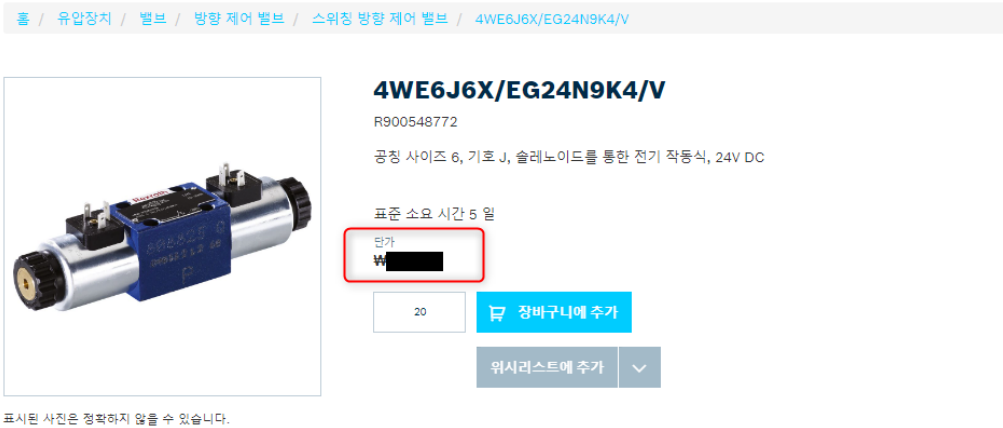 홈 / 유압장치 / 밸브 / 방향 제어 밸브 / 스위칭 방향 제어 밸브 / 4WE6J6X/EG24N9K4/V
4WE6J6X/EG24N9K4/V
R900548772
공칭 사이즈 6, 기호 J, 솔레노이드를 통한 전기 작동식, 24V DC
Rexroth
표준 소요 시간 5 일
단가
₩
20
장바구니에 추가
위시리스트에 추가
표시된 사진은 정확하지 않을 수 있습니다.